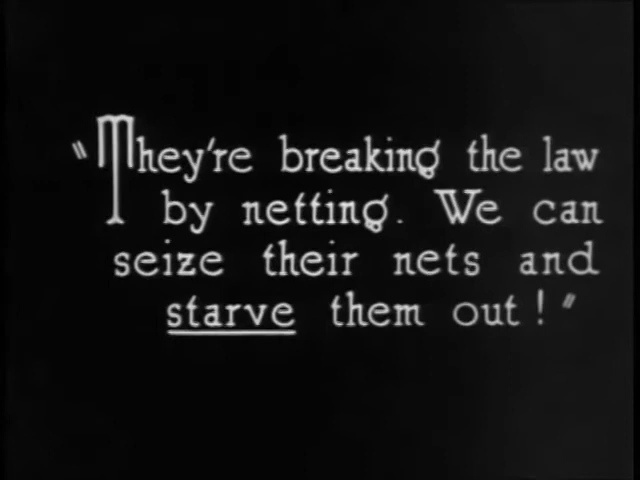 "They're breaking the law
by netting. We can
seize their nets and
starve them out!"